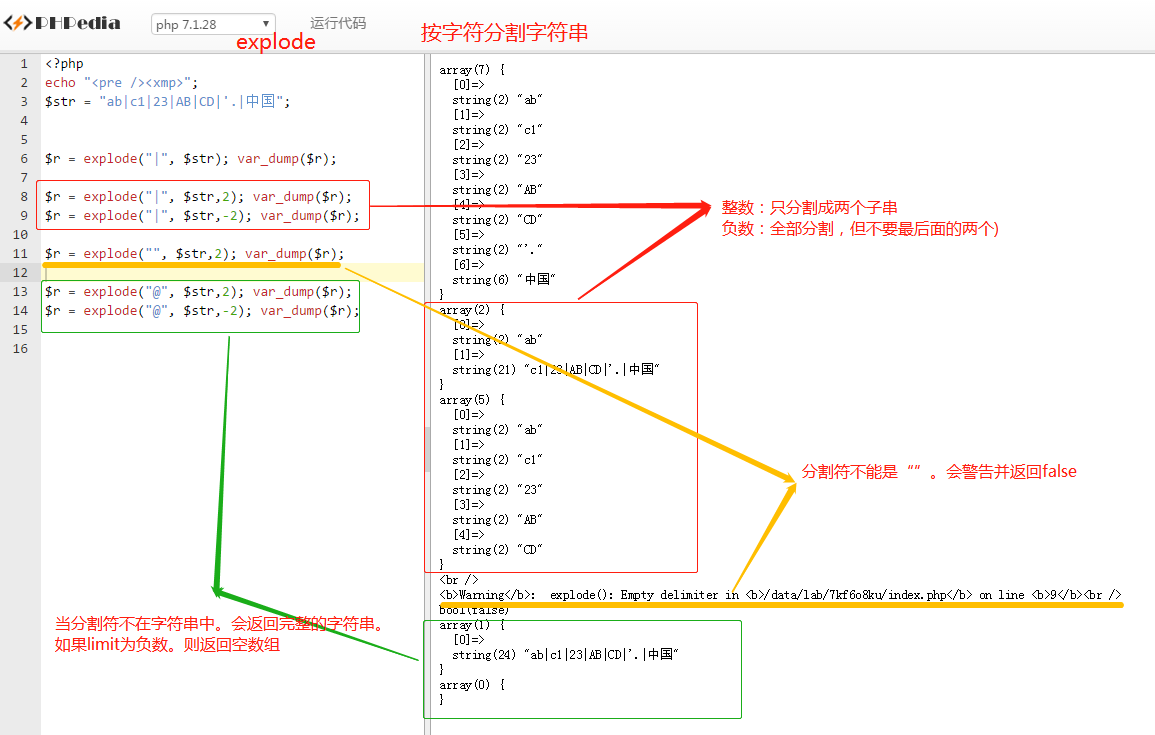 PHPedia
php 7.1.28
运行代码
explode
按字符分割字符串
1 <?php
2 echo "<pre /><xmp>";
3 $str = "ab|c1|23|AB|CD|'.|中国";
4
5
6 $r = explode("|", $str); var_dump($r);
7
8 $r = explode("|", $str,2); var_dump($r);
9 $r = explode("|", $str,-2); var_dump($r);
10
11 $r = explode("", $str,2); var_dump($r);
12
13 $r = explode("@", $str,2); var_dump($r);
14 $r = explode("@", $str,-2); var_dump($r);
15
16
当分割符不在字符串中。会返回完整的字符串。
如果limit为负数。则返回空数组
array(7) {
[0]=>
string(2) "ab"
[1]=>
string(2) "c1"
[2]=>
string(2) "23"
[3]=>
string(2) "AB"
[4]=>
string(2) "CD"
[5]=>
string(2) "'."
[6]=>
string(6) "中国"
}
array(2) {
[0]=>
string(2) "ab"
[1]=>
string(21) "c1|23|AB|CD|'.|中国"
}
array(5) {
[0]=>
string(2) "ab"
[1]=>
string(2) "c1"
[2]=>
string(2) "23"
[3]=>
string(2) "AB"
[4]=>
string(2) "CD"
}
<br />
<b>Warning</b>:  explode(): Empty delimiter in <b>/data/lab/7kf6o8ku/index.php</b> on line <b>9</b><br />
bool(false)
array(1) {
[0]=>
string(24) "ab|c1|23|AB|CD|'.|中国"
}
array(0) {
}
整数：只分割成两个子串
负数：全部分割，但不要最后面的两个)
分割符不能是“”。会警告并返回false